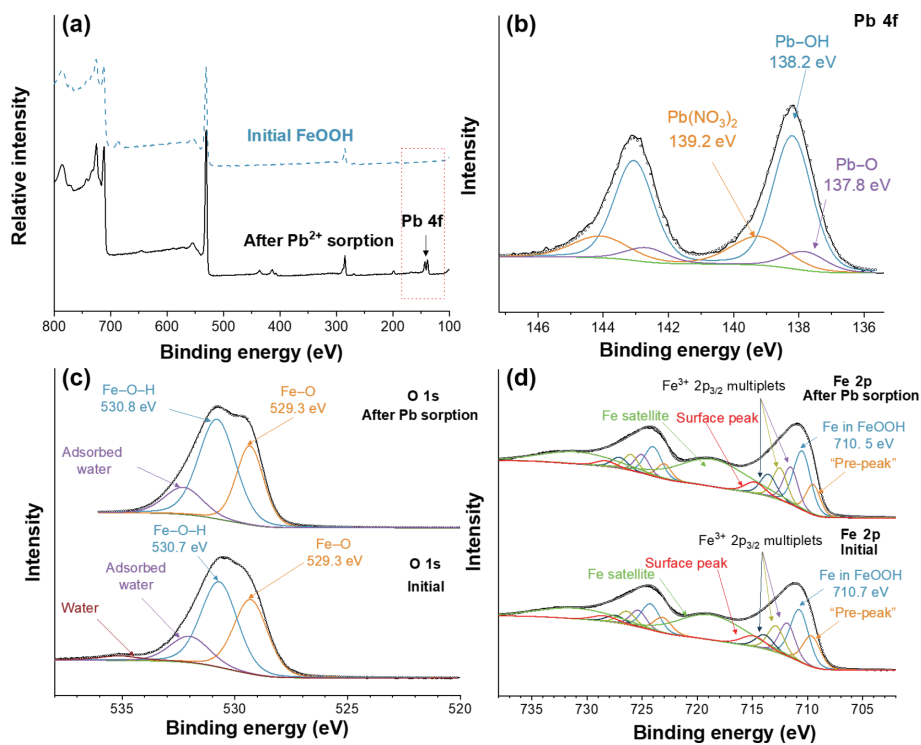 (a)
Relative intensity
Initial FeOOH
After Pb²⁺ sorption
Pb 4f
800 700 600 500 400 300 200 100
Binding energy (eV)
(b)
Pb 4f
Intensity
Pb–OH
138.2 eV
Pb(NO₃)₂
139.2 eV
Pb–O
137.8 eV
146 144 142 140 139 138 136
Binding energy (eV)
(c)
O 1s
After Pb sorption
Fe–O–H
530.8 eV
Fe–O
529.3 eV
Adsorbed
water
Fe–O–H
530.7 eV
Fe–O
529.3 eV
O 1s
Initial
Adsorbed
water
Water
Intensity
535 530 525 520
Binding energy (eV)
(d)
Fe³⁺ 2p₃/₂ multiplets
Fe 2p
After Pb sorption
Fe satellite
Surface peak
Fe in FeOOH
710. 5 eV
“Pre-peak”
Fe³⁺ 2p₃/₂ multiplets
Fe 2p
Initial
Fe satellite
Surface peak
Fe in FeOOH
710.7 eV
“Pre-peak”
Intensity
735 730 725 720 715 710 705
Binding energy (eV)